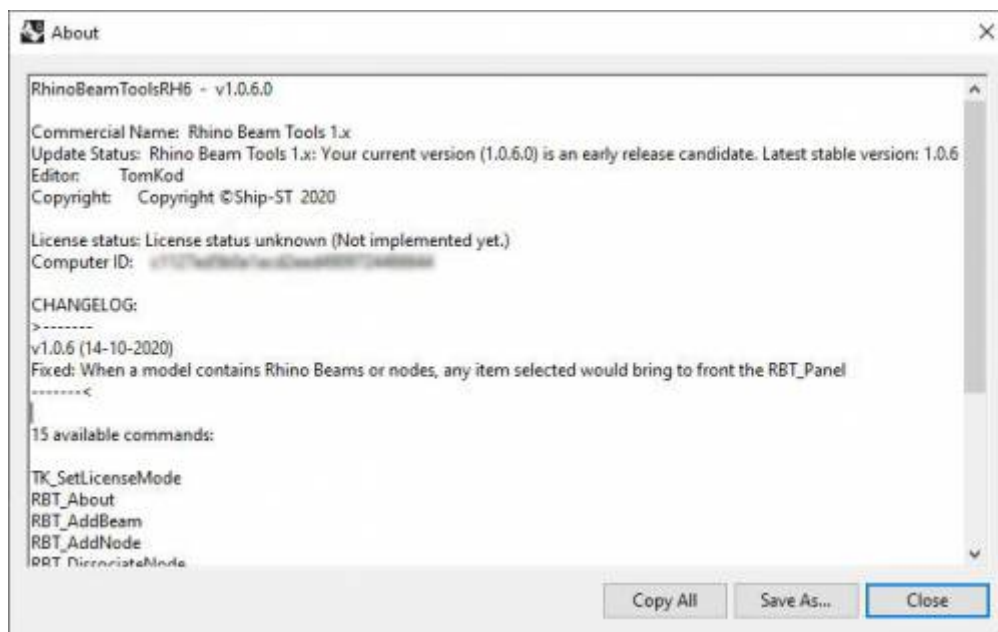 About
RhinoBeamToolsRH6 - v1.0.6.0
Commercial Name: Rhino Beam Tools 1.x
Update Status: Rhino Beam Tools 1.x: Your current version (1.0.6.0) is an early release candidate. Latest stable version: 1.0.6
Editor: TomKod
Copyright: Copyright ©Ship-ST 2020
License status: License status unknown (Not implemented yet.)
Computer ID:
CHANGELOG:
>-------
v1.0.6 (14-10-2020)
Fixed: When a model contains Rhino Beams or nodes, any item selected would bring to front the RBT_Panel
-------<
15 available commands:
TK_SetLicenseMode
RBT_About
RBT_AddBeam
RBT_AddNode
Copy All
Save As...
Close